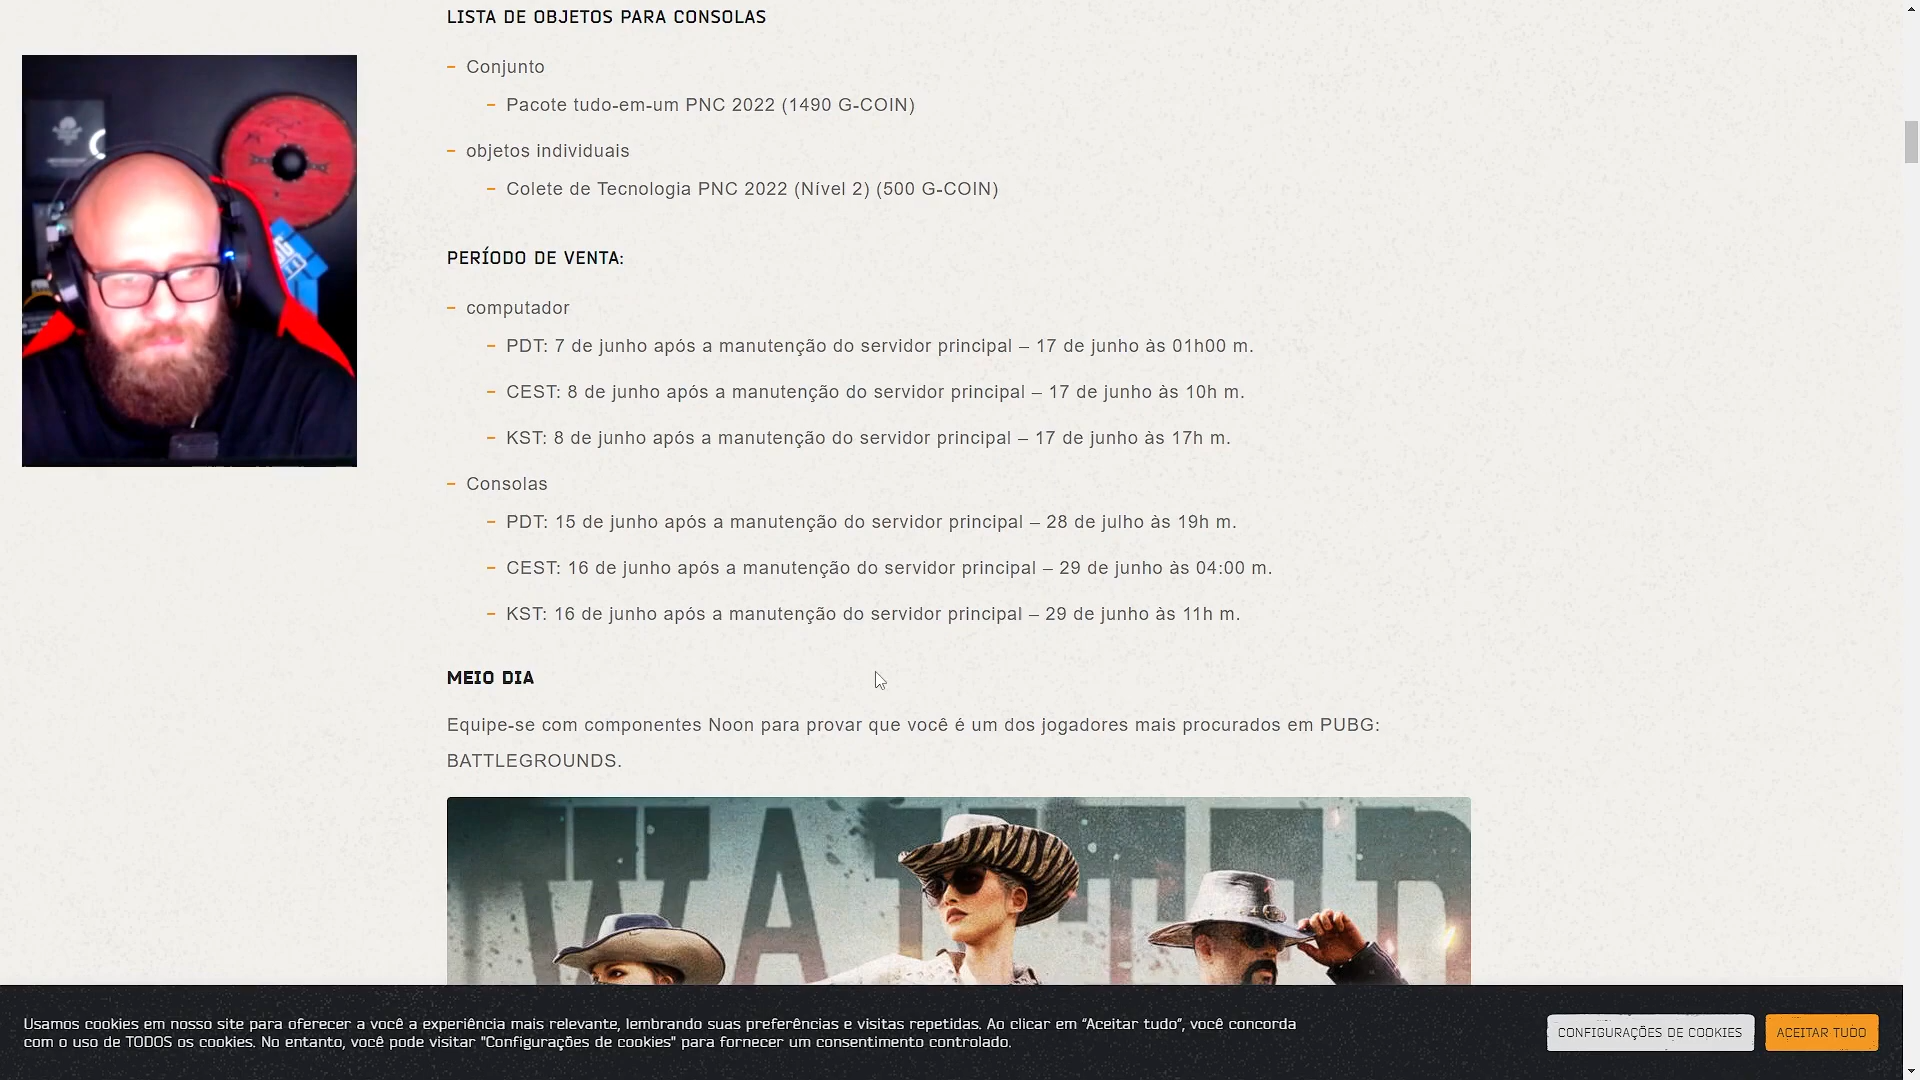 LISTA DE OBJETOS PARA CONSOLAS
– Conjunto
– Pacote tudo-em-um PNC 2022 (1490 G-COIN)
– objetos individuais
– Colete de Tecnologia PNC 2022 (Nível 2) (500 G-COIN)
PERÍODO DE VENTA:
– computador
– PDT: 7 de junho após a manutenção do servidor principal – 17 de junho às 01h00 m.
– CEST: 8 de junho após a manutenção do servidor principal – 17 de junho às 10h m.
– KST: 8 de junho após a manutenção do servidor principal – 17 de junho às 17h m.
– Consolas
– PDT: 15 de junho após a manutenção do servidor principal – 28 de julho às 19h m.
– CEST: 16 de junho após a manutenção do servidor principal – 29 de junho às 04:00 m.
– KST: 16 de junho após a manutenção do servidor principal – 29 de junho às 11h m.
MEIO DIA
Equipe-se com componentes Noon para provar que você é um dos jogadores mais procurados em PUBG:
BATTLEGROUNDS.
WANTED
Usamos cookies em nosso site para oferecer a você a experiência mais relevante, lembrando suas preferências e visitas repetidas. Ao clicar em “Aceitar tudo”, você concorda
com o uso de TODOS os cookies. No entanto, você pode visitar "Configurações de cookies" para fornecer um consentimento controlado.
CONFIGURAÇÕES DE COOKIES
ACEITAR TUDO